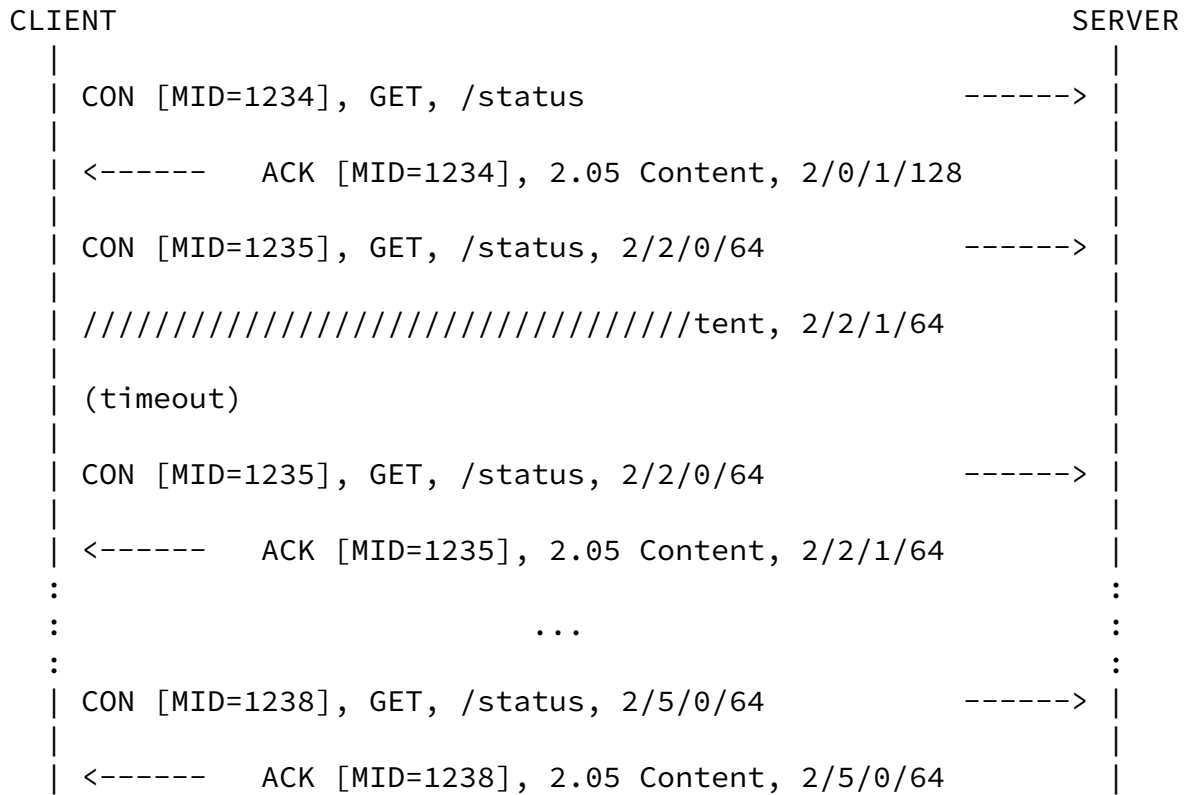 CLIENT SERVER
| CON [MID=1234], GET, /status ------> |
| <------ ACK [MID=1234], 2.05 Content, 2/0/1/128 |
| CON [MID=1235], GET, /status, 2/2/0/64 ------> |
| //////////////////////////////////tent, 2/2/1/64 |
| (timeout) |
| CON [MID=1235], GET, /status, 2/2/0/64 ------> |
| <------ ACK [MID=1235], 2.05 Content, 2/2/1/64 |
: :
: ... :
: :
| CON [MID=1238], GET, /status, 2/5/0/64 ------> |
| <------ ACK [MID=1238], 2.05 Content, 2/5/0/64 |